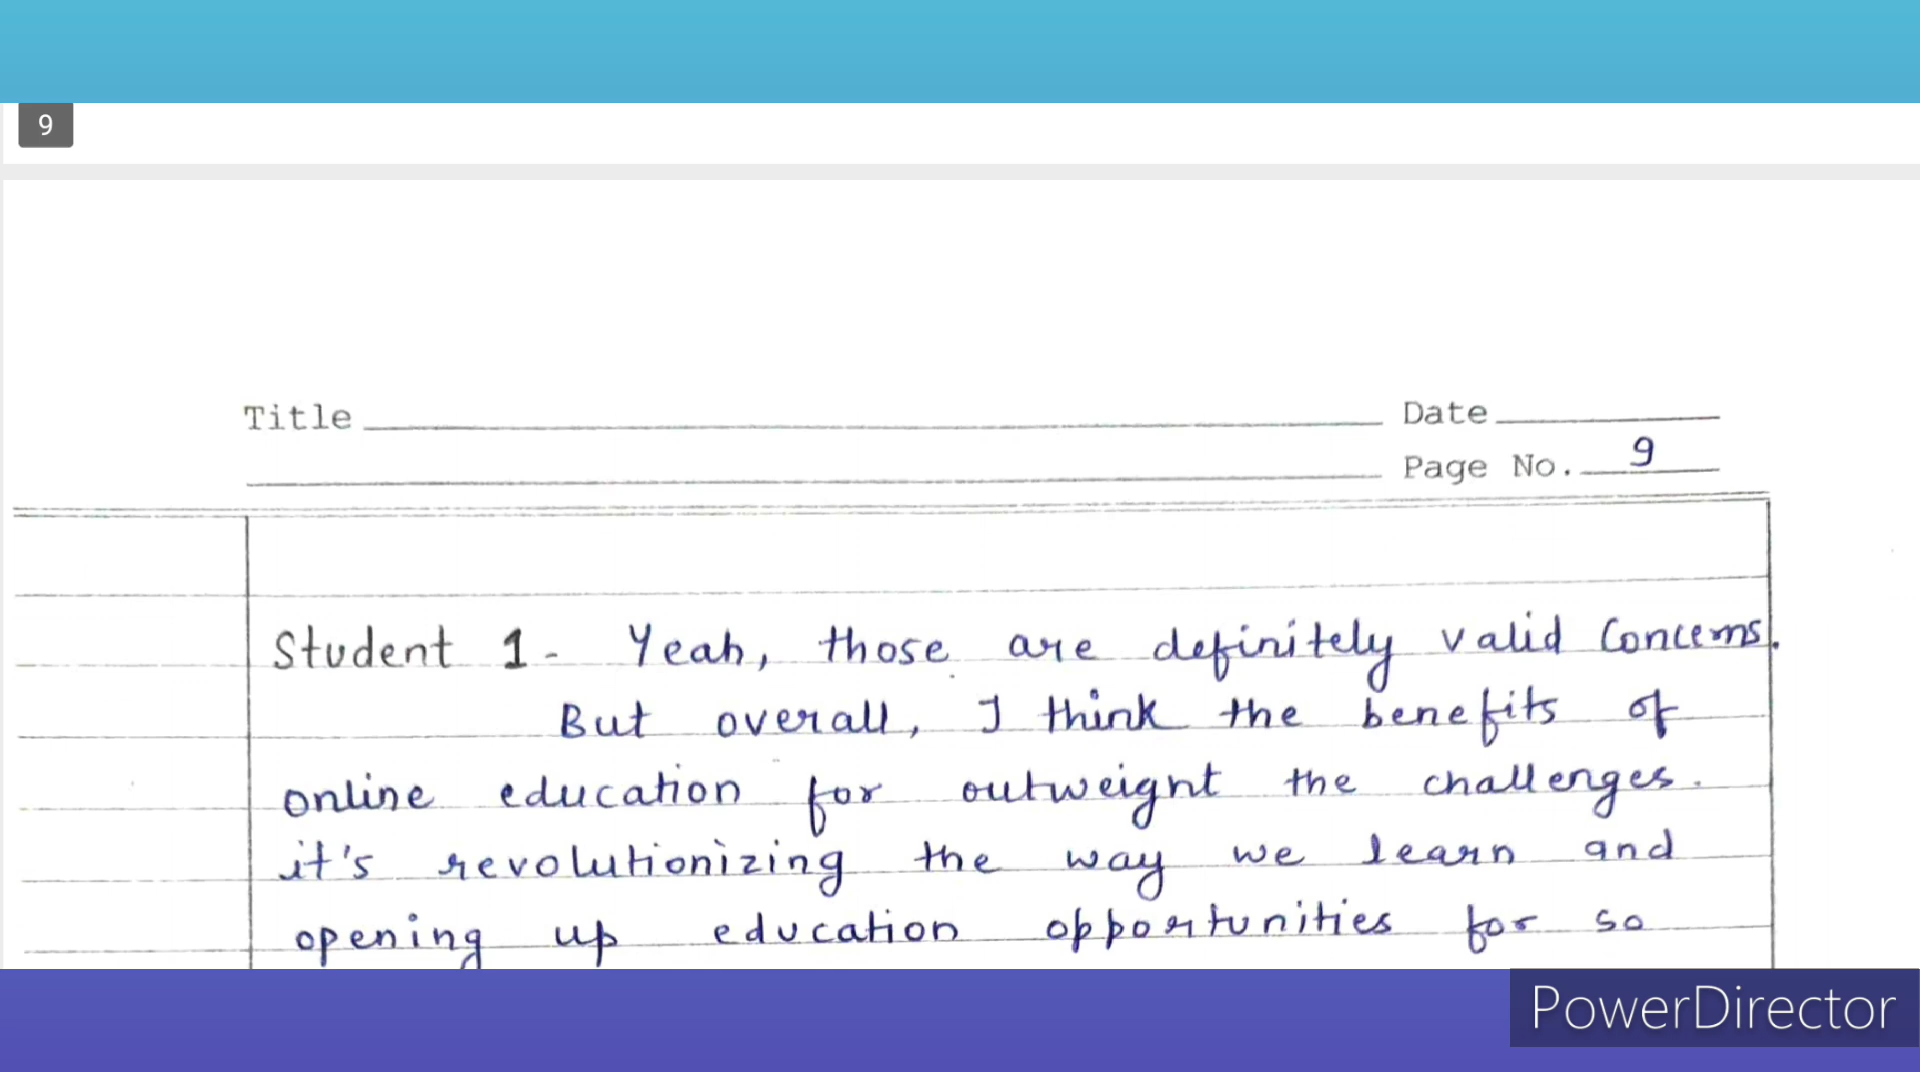 9
Title Date
Page No. 9
Student 1 - Yeah, those are definitely valid Concerns.
But overall, I think the benefits of
online education for outweignt the challenges.
it's revolutionizing the way we learn and
opening up education opportunities for so
PowerDirector